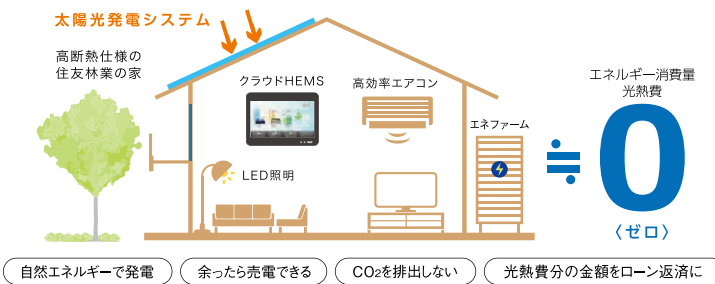 太陽光発電システム
高断熱仕様の
住友林業の家
クラウドHEMS
高効率エアコン
エネファーム
LED照明
エネルギー消費量
光熱費
≒0
〈ゼロ〉
自然エネルギーで発電
余ったら売電できる
CO2を排出しない
光熱費分の金額をローン返済に